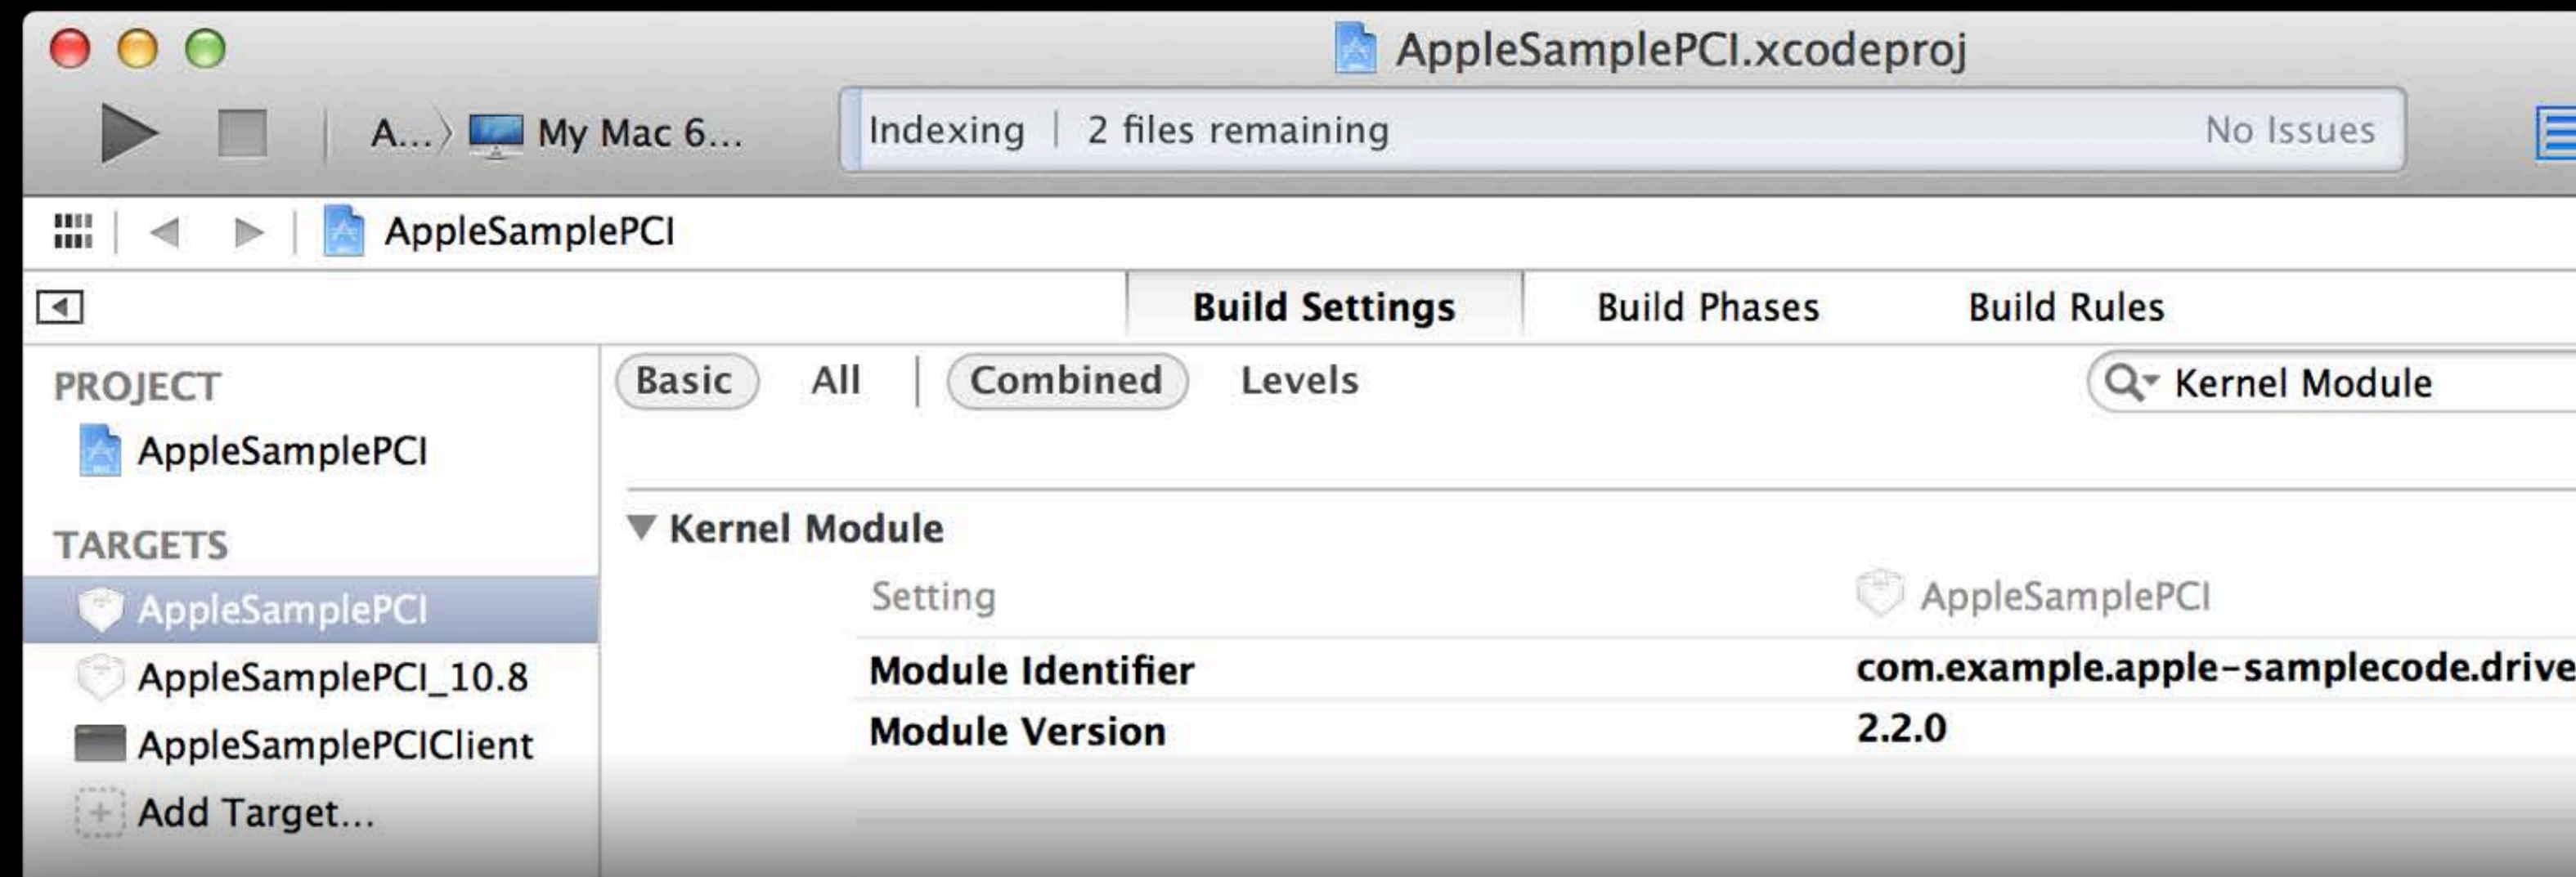 AppleSamplePCI.xcodeproj
A... My Mac 6... Indexing | 2 files remaining No Issues
AppleSamplePCI
Build Settings Build Phases Build Rules
PROJECT Basic All | Combined Levels Kernel Module
AppleSamplePCI
Kernel Module
TARGETS
AppleSamplePCI Setting AppleSamplePCI
AppleSamplePCI_10.8 Module Identifier com.example.apple-samplecode.drive
AppleSamplePCIClient Module Version 2.2.0
Add Target...